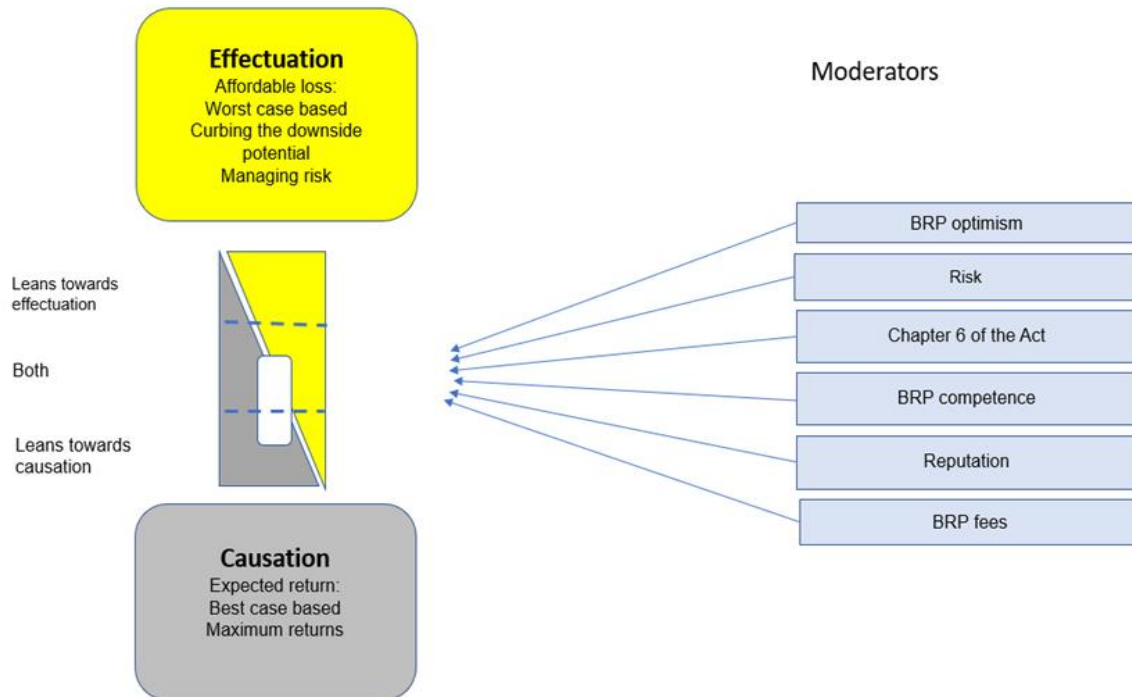 Effectuation
Affordable loss:
Worst case based
Curbing the downside
potential
Managing risk
Moderators
Leans towards
effectuation
Both
Leans towards
causation
BRP optimism
Risk
Chapter 6 of the Act
BRP competence
Reputation
BRP fees
Causation
Expected return:
Best case based
Maximum returns